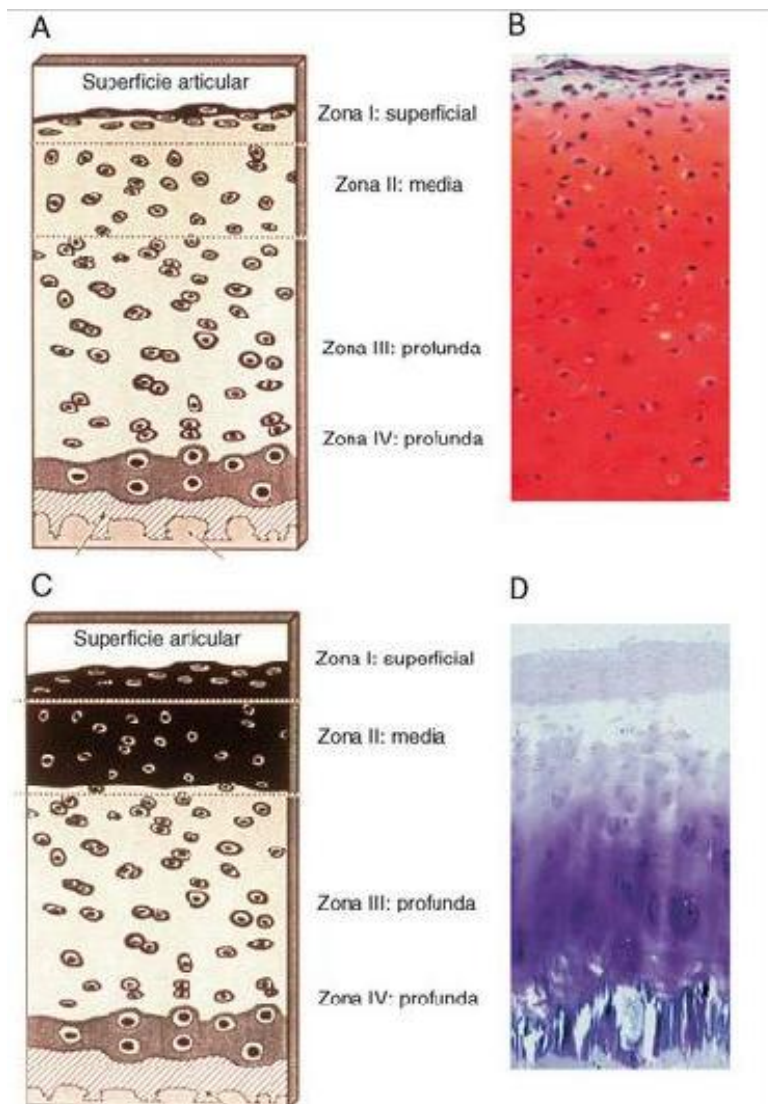 A
B
Superficie articular
Zona I: superficial
Zona II: media
Zona III: profunda
Zona IV: profunda
C
D
Superficie articular
Zona I: superficial
Zona II: media
Zona III: profunda
Zona IV: profunda